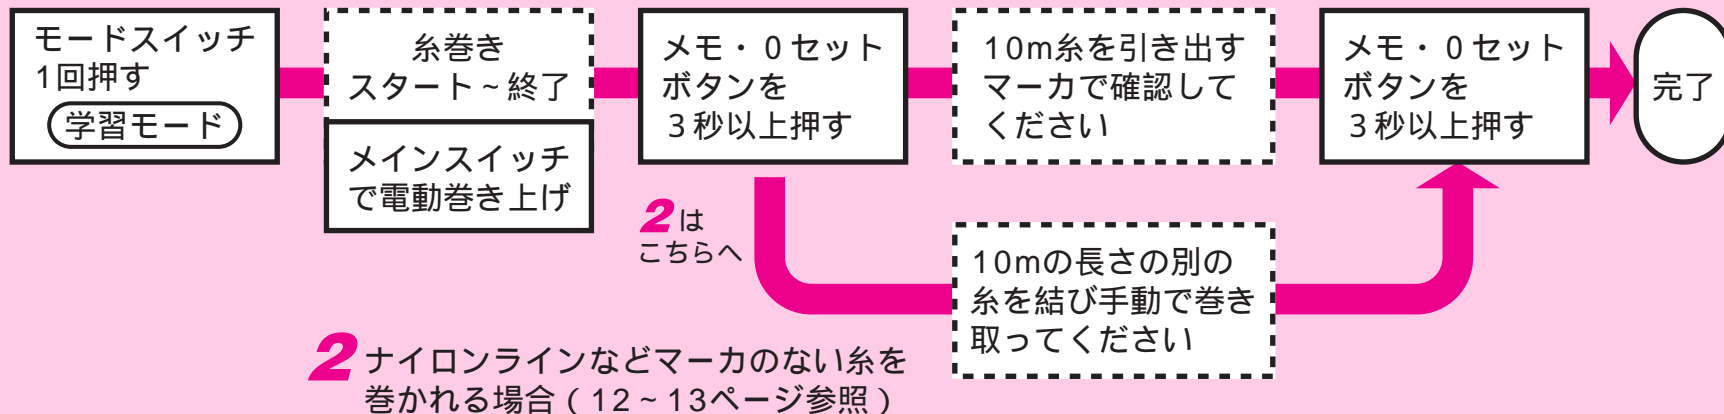 モードスイッチ
1回押す
学習モード
糸巻き
スタート~終了
メインスイッチ
で電動巻き上げ
メモ・0セット
ボタンを
3秒以上押す
10m糸を引き出す
マーカで確認して
ください
メモ・0セット
ボタンを
3秒以上押す
完了
2は
こちらへ
10mの長さの別の
糸を結び手動で巻き
取ってください
2 ナイロンラインなどマーカのない糸を
巻かれる場合(12~13ページ参照)